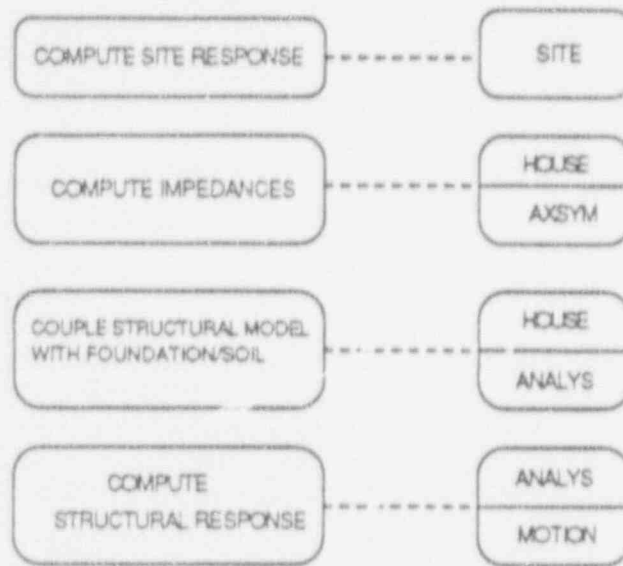 COMPUTE SITE RESPONSE
SITE
COMPUTE IMPEDANCES
HOUSE
AXSYM
COUPLE STRUCTURAL MODEL
WITH FOUNDATION/SOIL
HOUSE
ANALYS
COMPUTE
STRUCTURAL RESPONSE
ANALYS
MOTION